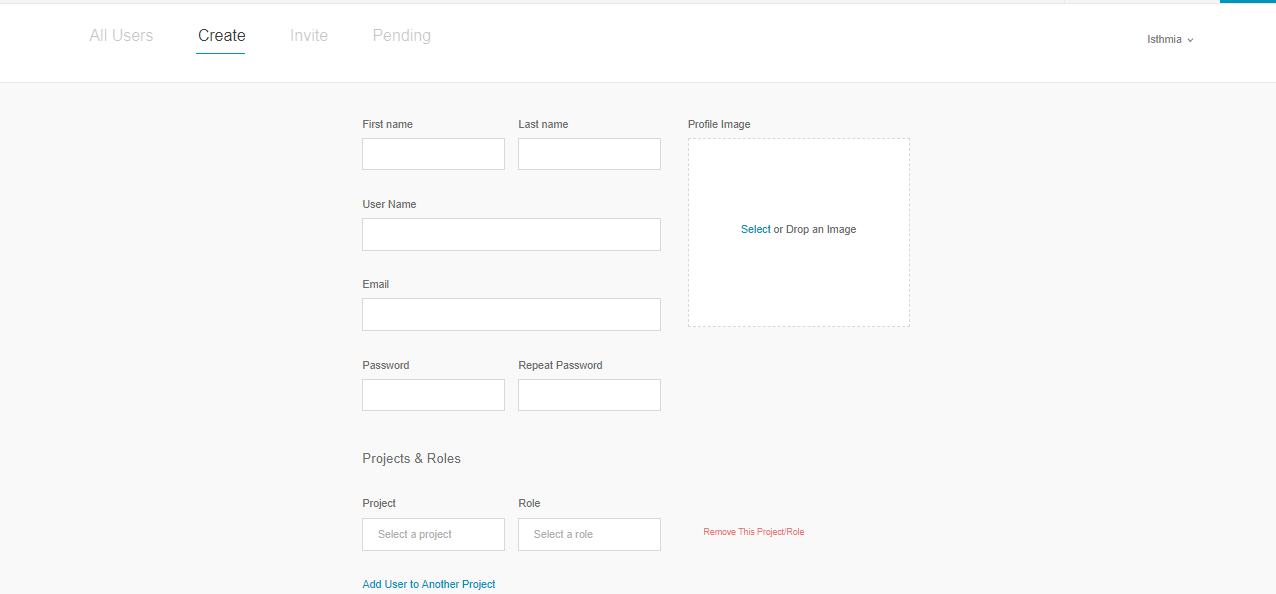 All Users Create Invite Pending
Isthmia
First name Last name Profile Image
User Name
Select or Drop an Image
Email
Password Repeat Password
Projects & Roles
Project Role
Select a project Select a role Remove This Project/Role
Add User to Another Project